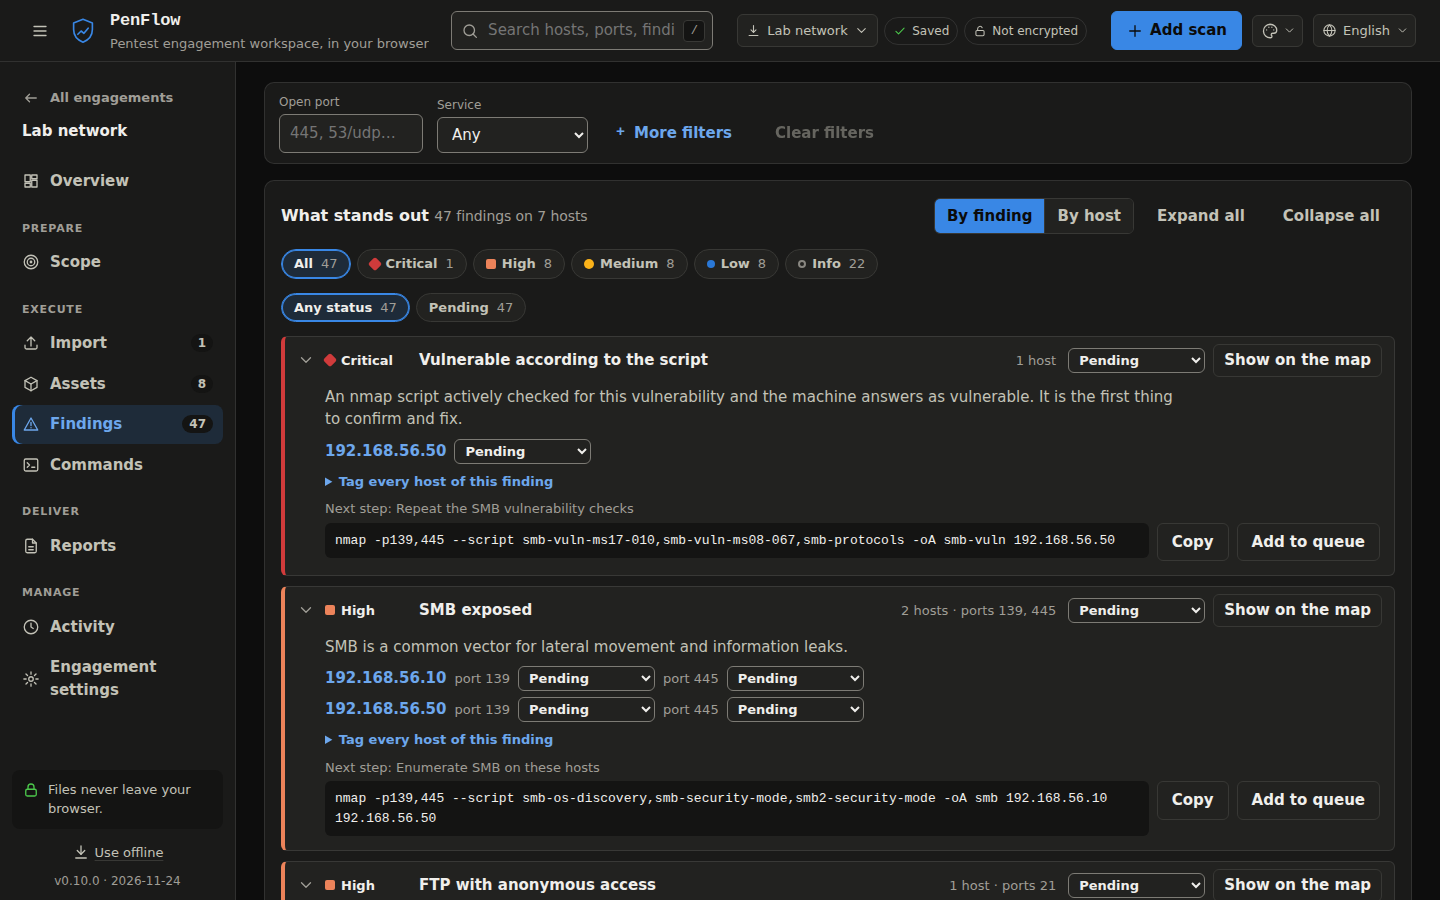 PenFlow
Pentest engagement workspace, in your browser
Search hosts, ports, findi
/
Lab network
Saved
Not encrypted
Add scan
English
All engagements
Lab network
Overview
PREPARE
Scope
EXECUTE
Import 1
Assets 8
Findings 47
Commands
DELIVER
Reports
MANAGE
Activity
Engagement
settings
Files never leave your
browser.
Use offline
v0.10.0 · 2026-11-24
Open port
445, 53/udp...
Service
Any
+ More filters
Clear filters
What stands out 47 findings on 7 hosts
By finding
By host
Expand all
Collapse all
All 47
Critical 1
High 8
Medium 8
Low 8
Info 22
Any status 47
Pending 47
Critical Vulnerable according to the script 1 host Pending Show on the map
An nmap script actively checked for this vulnerability and the machine answers as vulnerable. It is the first thing
to confirm and fix.
192.168.56.50 Pending
Tag every host of this finding
Next step: Repeat the SMB vulnerability checks
nmap -p139,445 --script smb-vuln-ms17-010,smb-vuln-ms08-067,smb-protocols -oA smb-vuln 192.168.56.50
Copy
Add to queue
High SMB exposed 2 hosts · ports 139, 445 Pending Show on the map
SMB is a common vector for lateral movement and information leaks.
192.168.56.10 port 139 Pending port 445 Pending
192.168.56.50 port 139 Pending port 445 Pending
Tag every host of this finding
Next step: Enumerate SMB on these hosts
nmap -p139,445 --script smb-os-discovery,smb-security-mode,smb2-security-mode -oA smb 192.168.56.10
192.168.56.50
Copy
Add to queue
High FTP with anonymous access 1 host · ports 21 Pending Show on the map